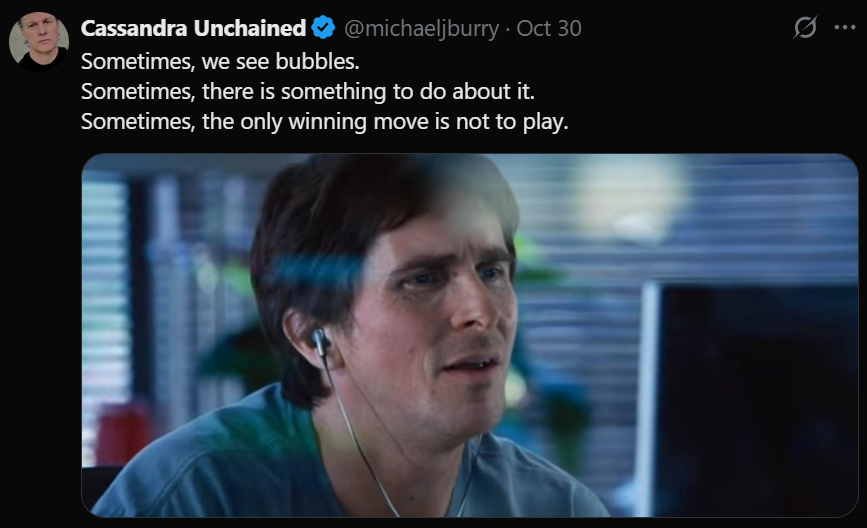 Cassandra Unchained @michaeljburry · Oct 30
Sometimes, we see bubbles.
Sometimes, there is something to do about it.
Sometimes, the only winning move is not to play.